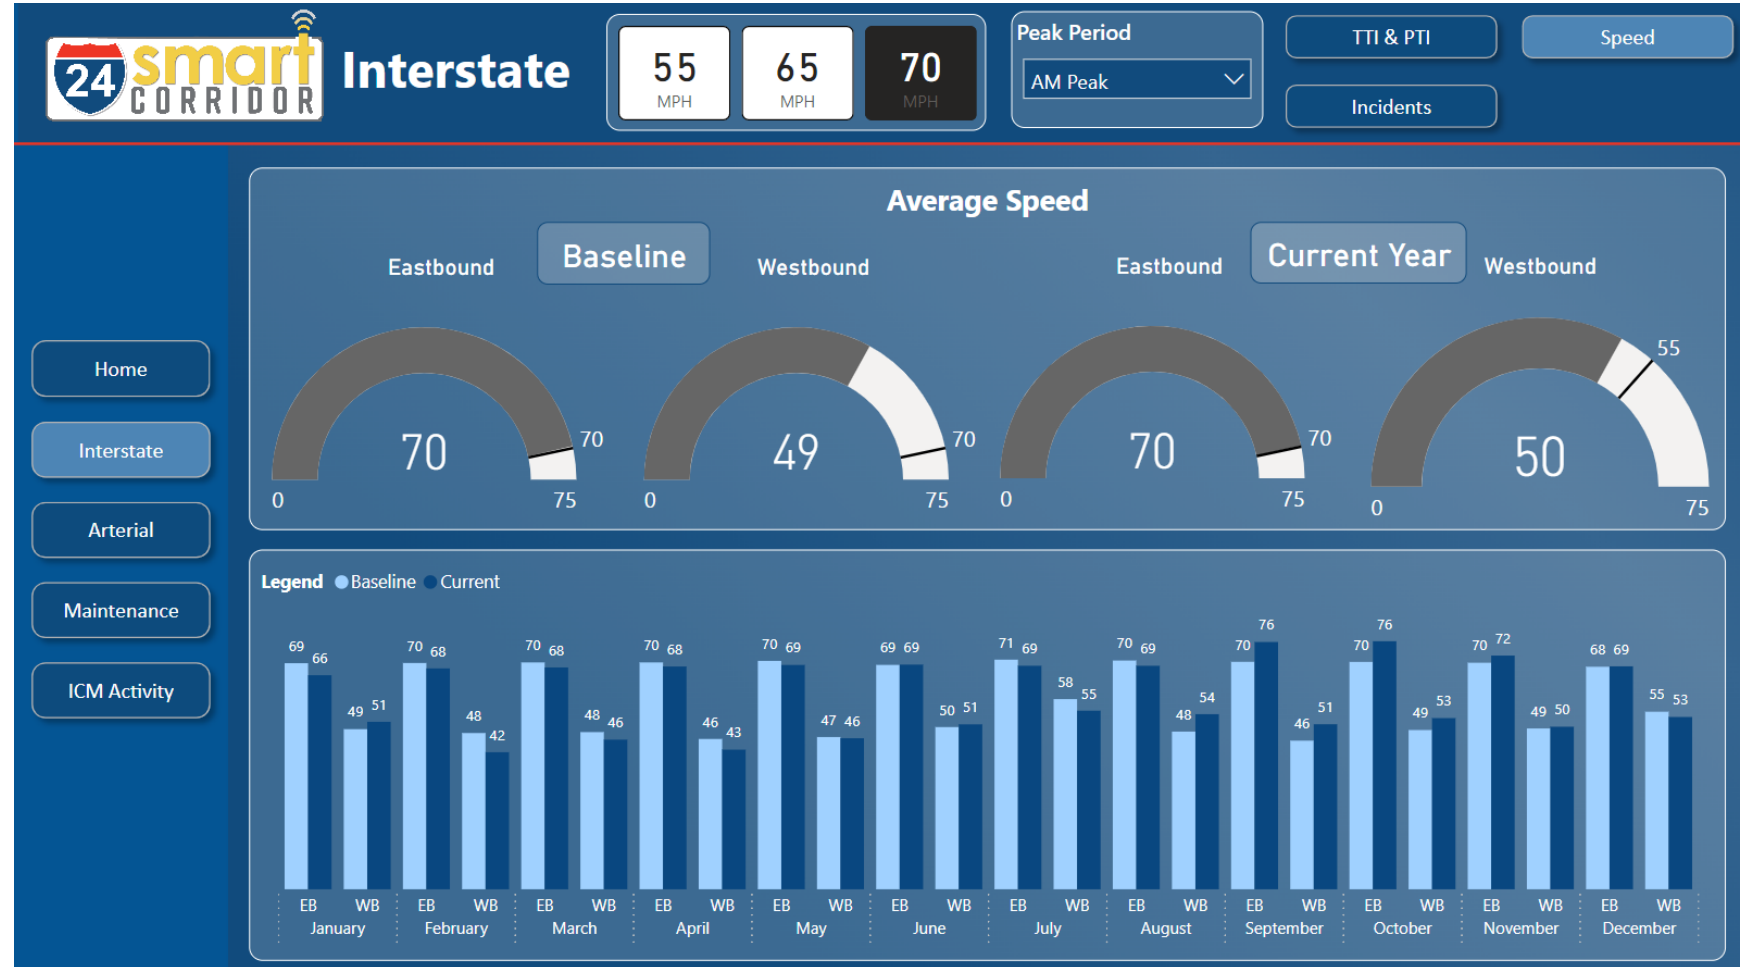 24 smart
CORRIDOR
Interstate
55
MPH
65
MPH
70
MPH
Peak Period
AM Peak
TTI & PTI
Speed
Incidents
Home
Interstate
Arterial
Maintenance
ICM Activity
Average Speed
Eastbound
Baseline
Westbound
Eastbound
Current Year
Westbound
70
70
0
75
49
70
0
75
70
70
0
75
50
55
0
75
Legend Baseline Current
69 66 49 51 70 68 48 42 70 68 48 46 70 68 46 43 70 69 47 46 69 69 50 51 71 69 58 55 70 69 48 54 70 76 46 51 70 76 49 53 70 72 49 50 68 69 55 53
EB WB EB WB EB WB EB WB EB WB EB WB EB WB EB WB EB WB EB WB EB WB EB WB
January February March April May June July August September October November December